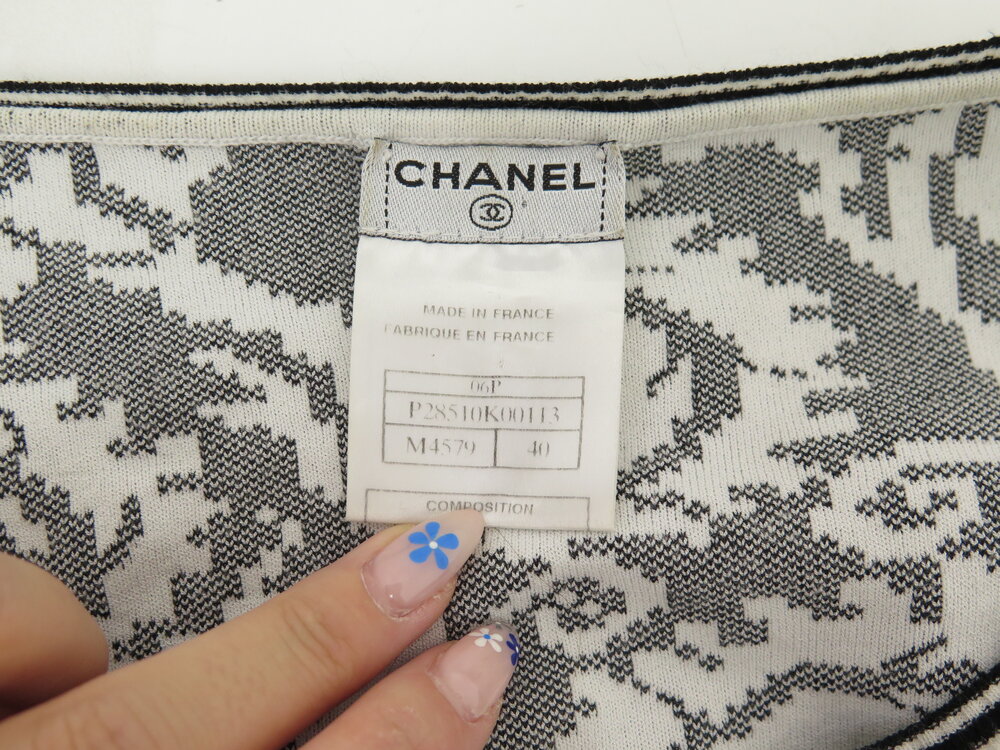 CHANEL
MADE IN FRANCE
FABRIQUE EN FRANCE
06P
P28510K00113
M4579 40
COMPOSITION